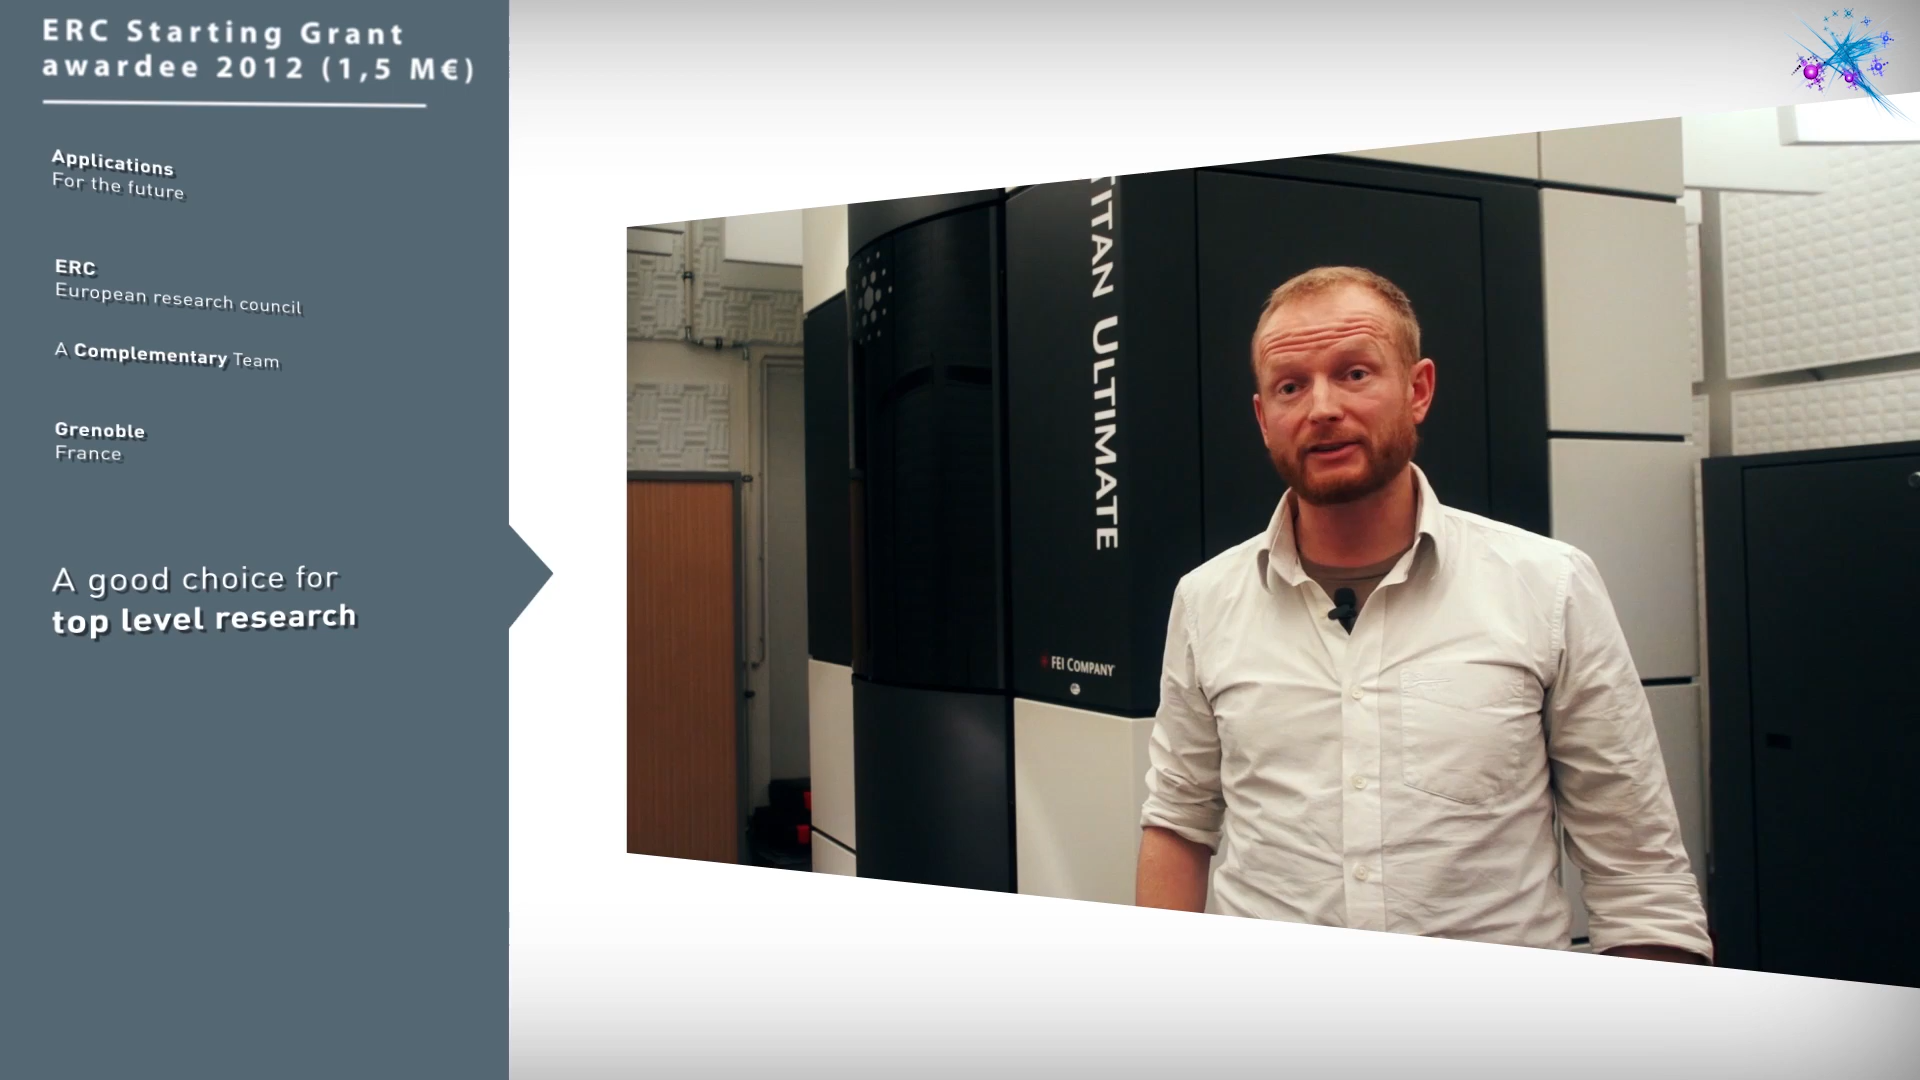 ERC Starting Grant
awardee 2012 (1,5 M€)
Applications
For the future
ERC
European research council
A Complementary Team
Grenoble
France
A good choice for
top level research
TITAN ULTIMATE
FEI COMPANY